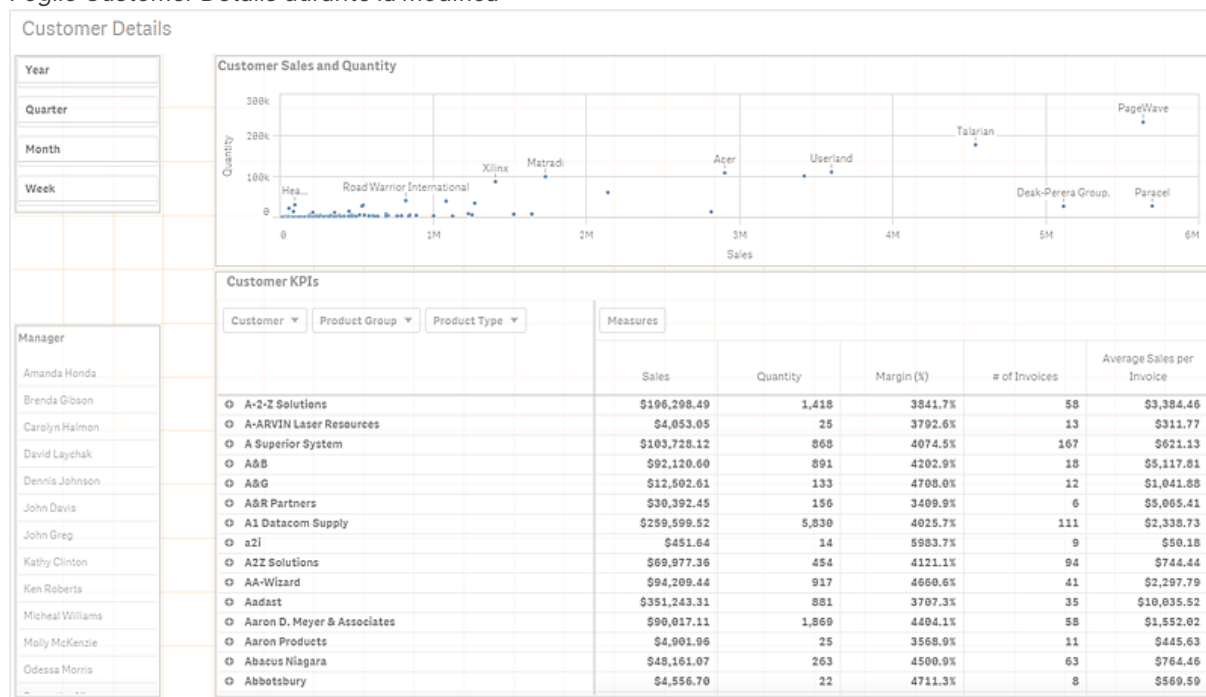 Customer Details
Year
Quarter
Month
Week
Customer Sales and Quantity
Quantity
300k
200k
100k
0
PageWave
Talarian
Acer
Userland
Xilinx
Matradi
Hea...
Road Warrior International
Deak-Perera Group.
Paracel
0 1M 2M 3M 4M 5M 6M
Sales
Manager
Amanda Honda
Brenda Gibson
Carolyn Halmon
David Laychak
Dennis Johnson
John Davis
John Greg
Kathy Clinton
Ken Roberts
Micheal Williams
Molly McKenzie
Odessa Morris
Customer KPIs
Customer Product Group Product Type Measures
Sales Quantity Margin (%) # of Invoices Average Sales per Invoice
A-2-Z Solutions $196,298.49 1,418 3841.7% 58 $3,384.46
A-ARVIN Laser Resources $4,053.05 25 3792.6% 13 $311.77
A Superior System $103,728.12 868 4074.5% 167 $621.13
A&B $92,120.60 891 4202.9% 18 $5,117.81
A&G $12,502.61 133 4708.0% 12 $1,041.88
A&R Partners $30,392.45 156 3409.9% 6 $5,065.41
A1 Datacom Supply $259,599.52 5,830 4025.7% 111 $2,338.73
a2i $451.64 14 5983.7% 9 $50.18
A2Z Solutions $69,977.36 454 4121.1% 94 $744.44
AA-Wizard $94,209.44 917 4660.6% 41 $2,297.79
Aadast $351,243.31 881 3707.3% 35 $10,035.52
Aaron D. Meyer & Associates $90,017.11 1,869 4404.1% 58 $1,552.02
Aaron Products $4,901.96 25 3568.9% 11 $445.63
Abacus Niagara $48,161.07 263 4500.9% 63 $764.46
Abbotsbury $4,556.70 22 4711.3% 8 $569.59